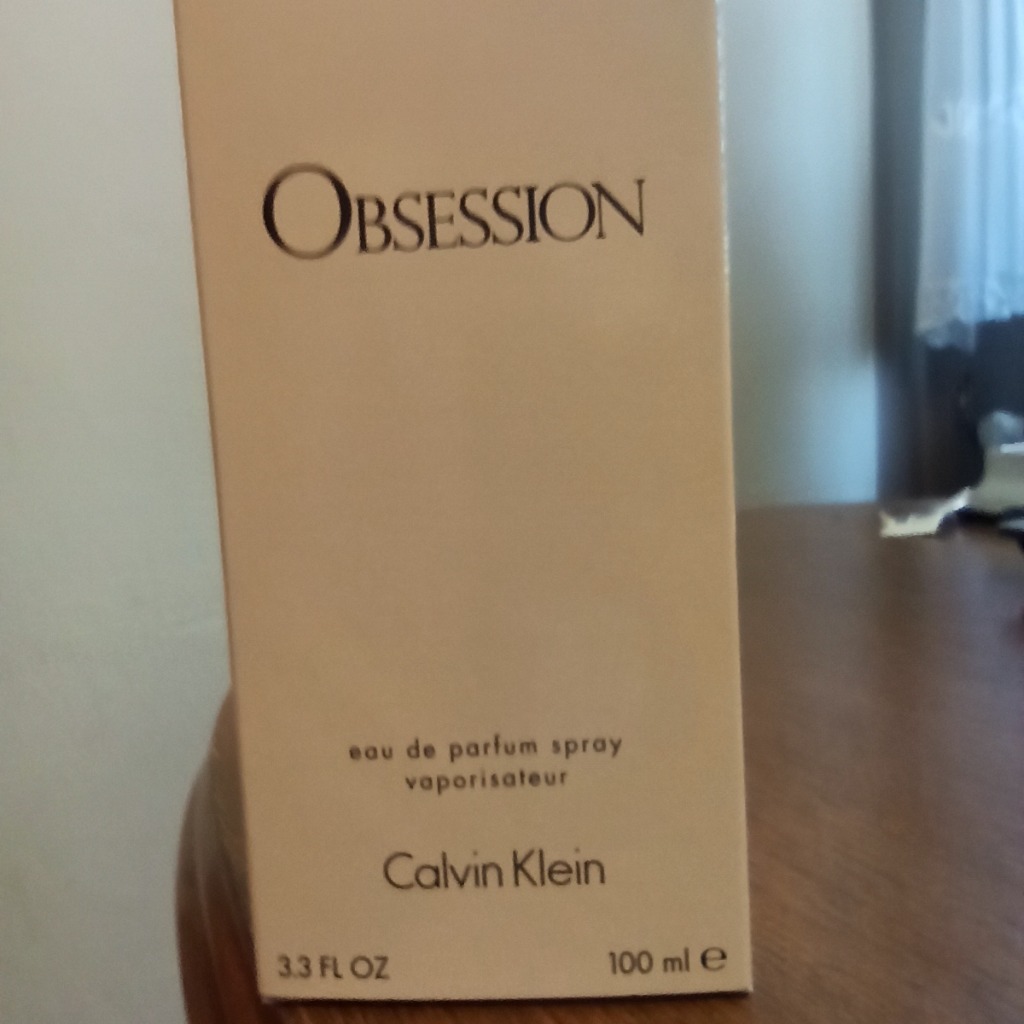 OBSESSION
eau de parfum spray
vaporisateur
Calvin Klein
3.3 FL OZ 100 ml ℮